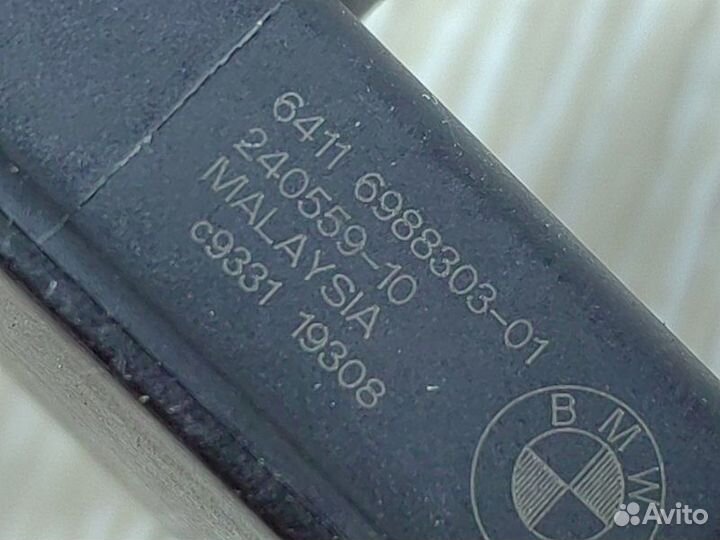 6411 6988303-01
240559-10
MALAYSIA
c9331 19308
BMW
Avito